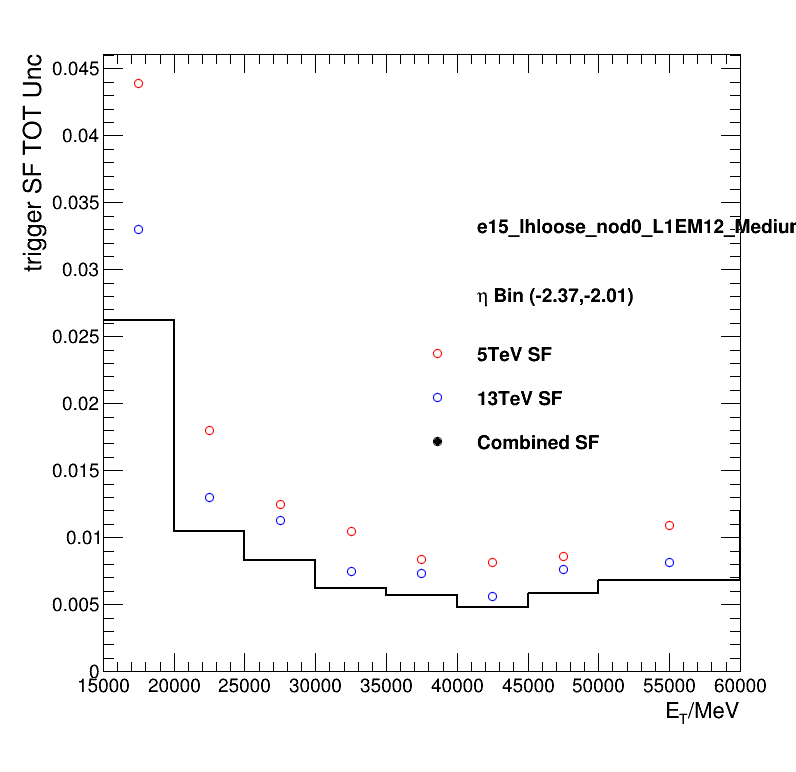 trigger SF TOT Unc
0.045
0.04
0.035
0.03
0.025
0.02
0.015
0.01
0.005
0
e15_lhloose_nod0_L1EM12_Medium
η Bin (-2.37,-2.01)
5TeV SF
13TeV SF
Combined SF
15000 20000 25000 30000 35000 40000 45000 50000 55000 60000
E_T/MeV